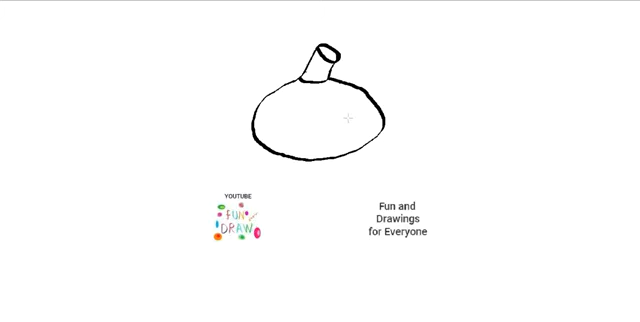 YOUTUBE
FUN
DRAW
Fun and
Drawings
for Everyone